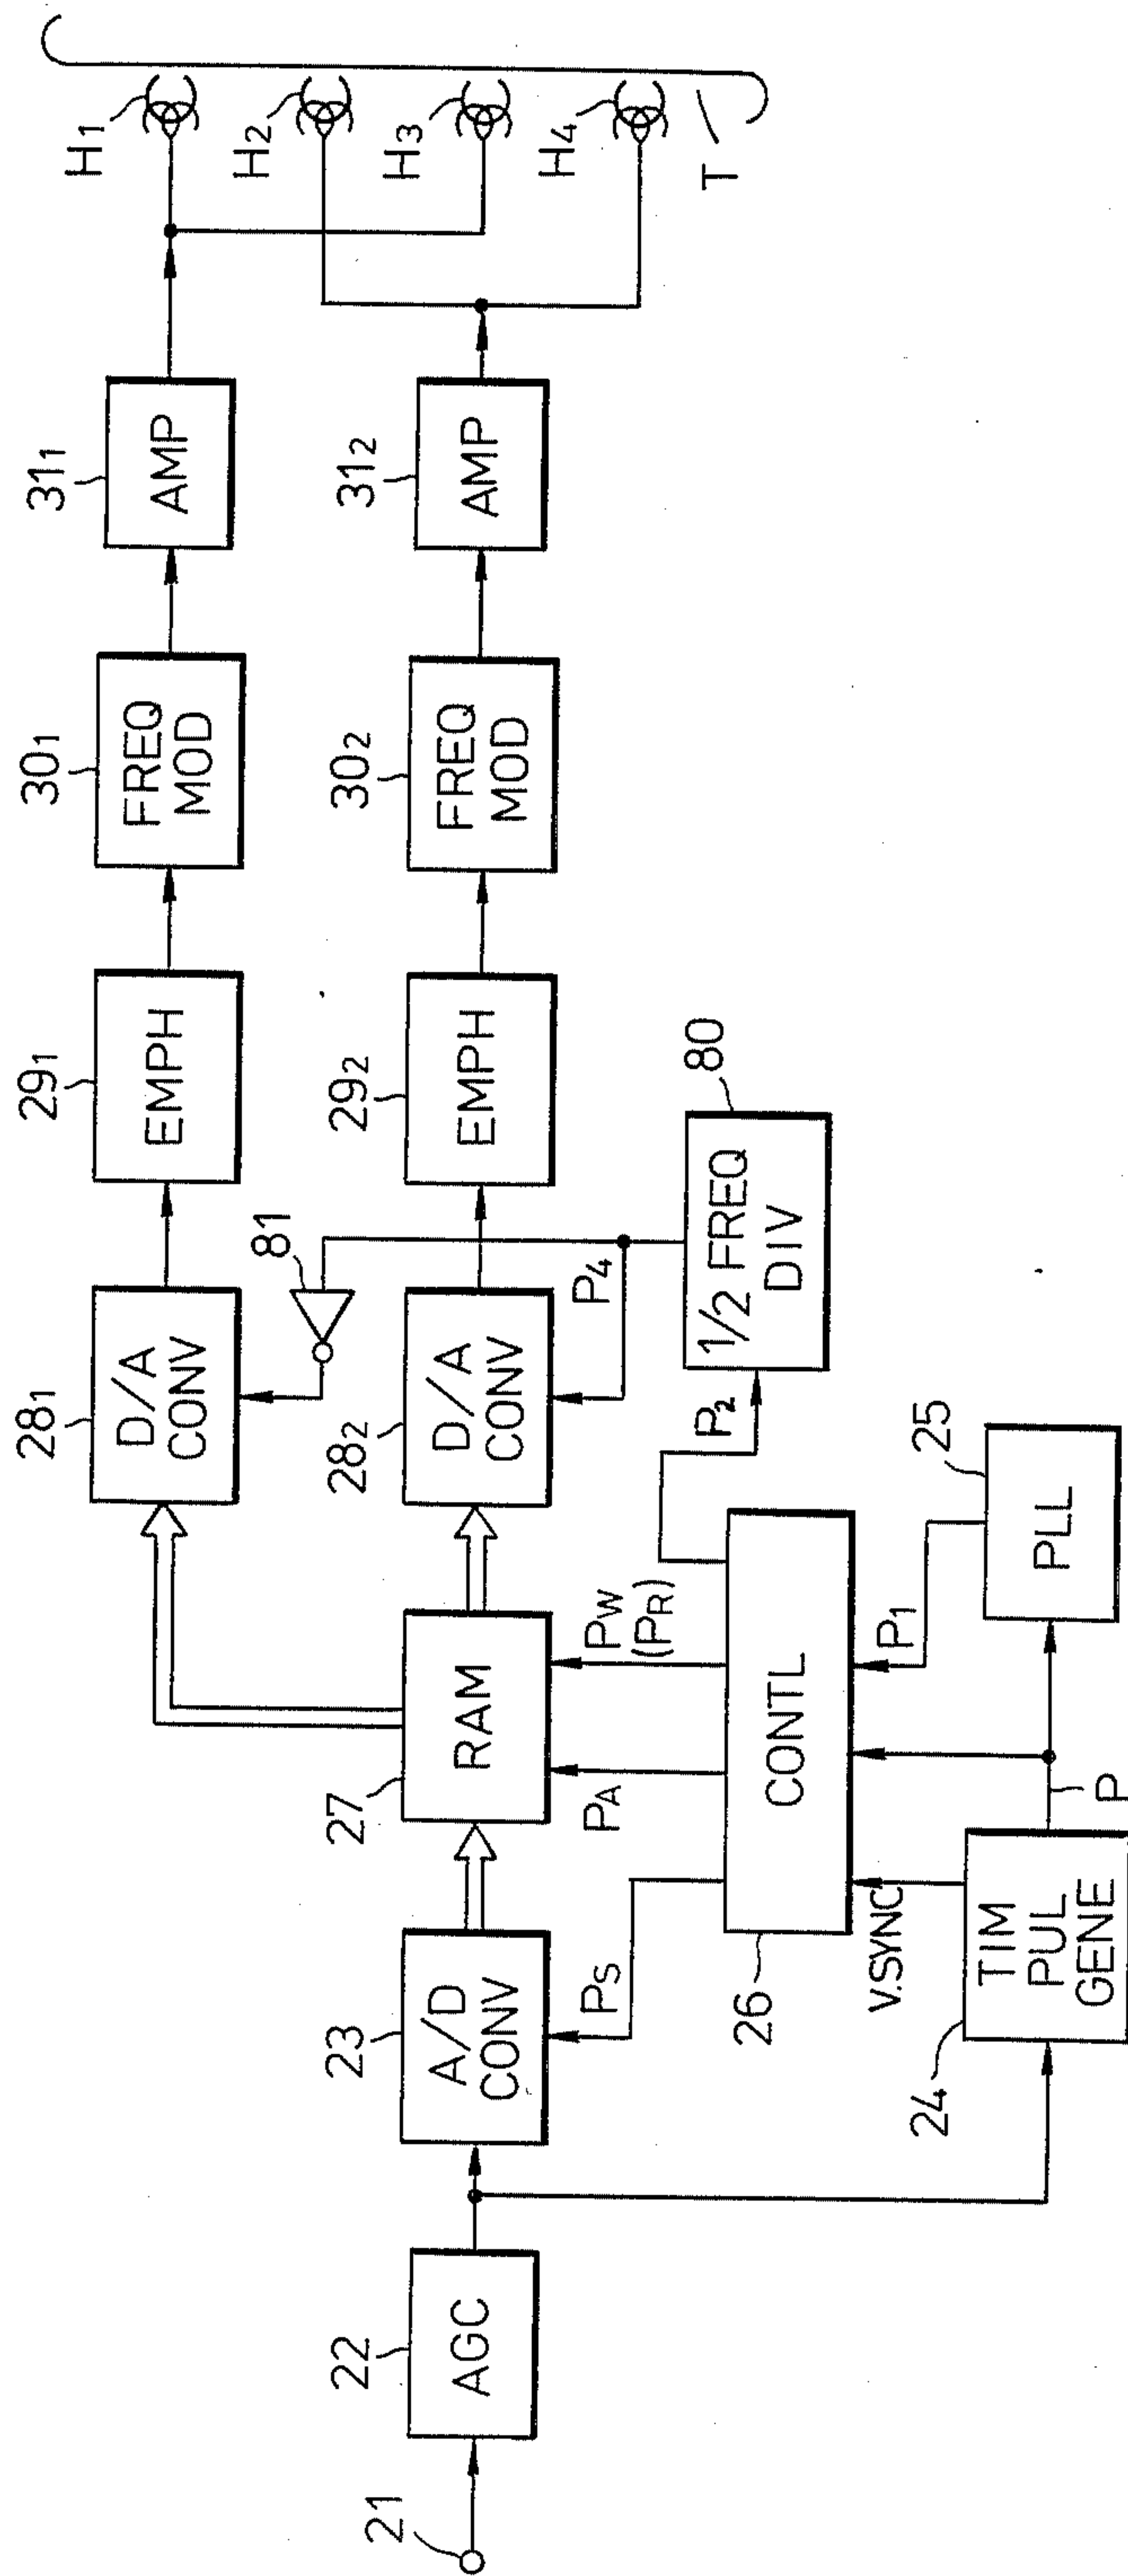 21
22
AGC
23
A/D
CONV
24
TIM
PUL
GENE
V.SYNC
P
25
PLL
P1
26
CONTL
PS
PA
PW
(PR)
P2
27
RAM
80
1/2 FREQ
DIV
P4
81
281
D/A
CONV
282
D/A
CONV
291
EMPH
292
EMPH
301
FREQ
MOD
302
FREQ
MOD
311
AMP
312
AMP
H1
H2
H3
H4
T